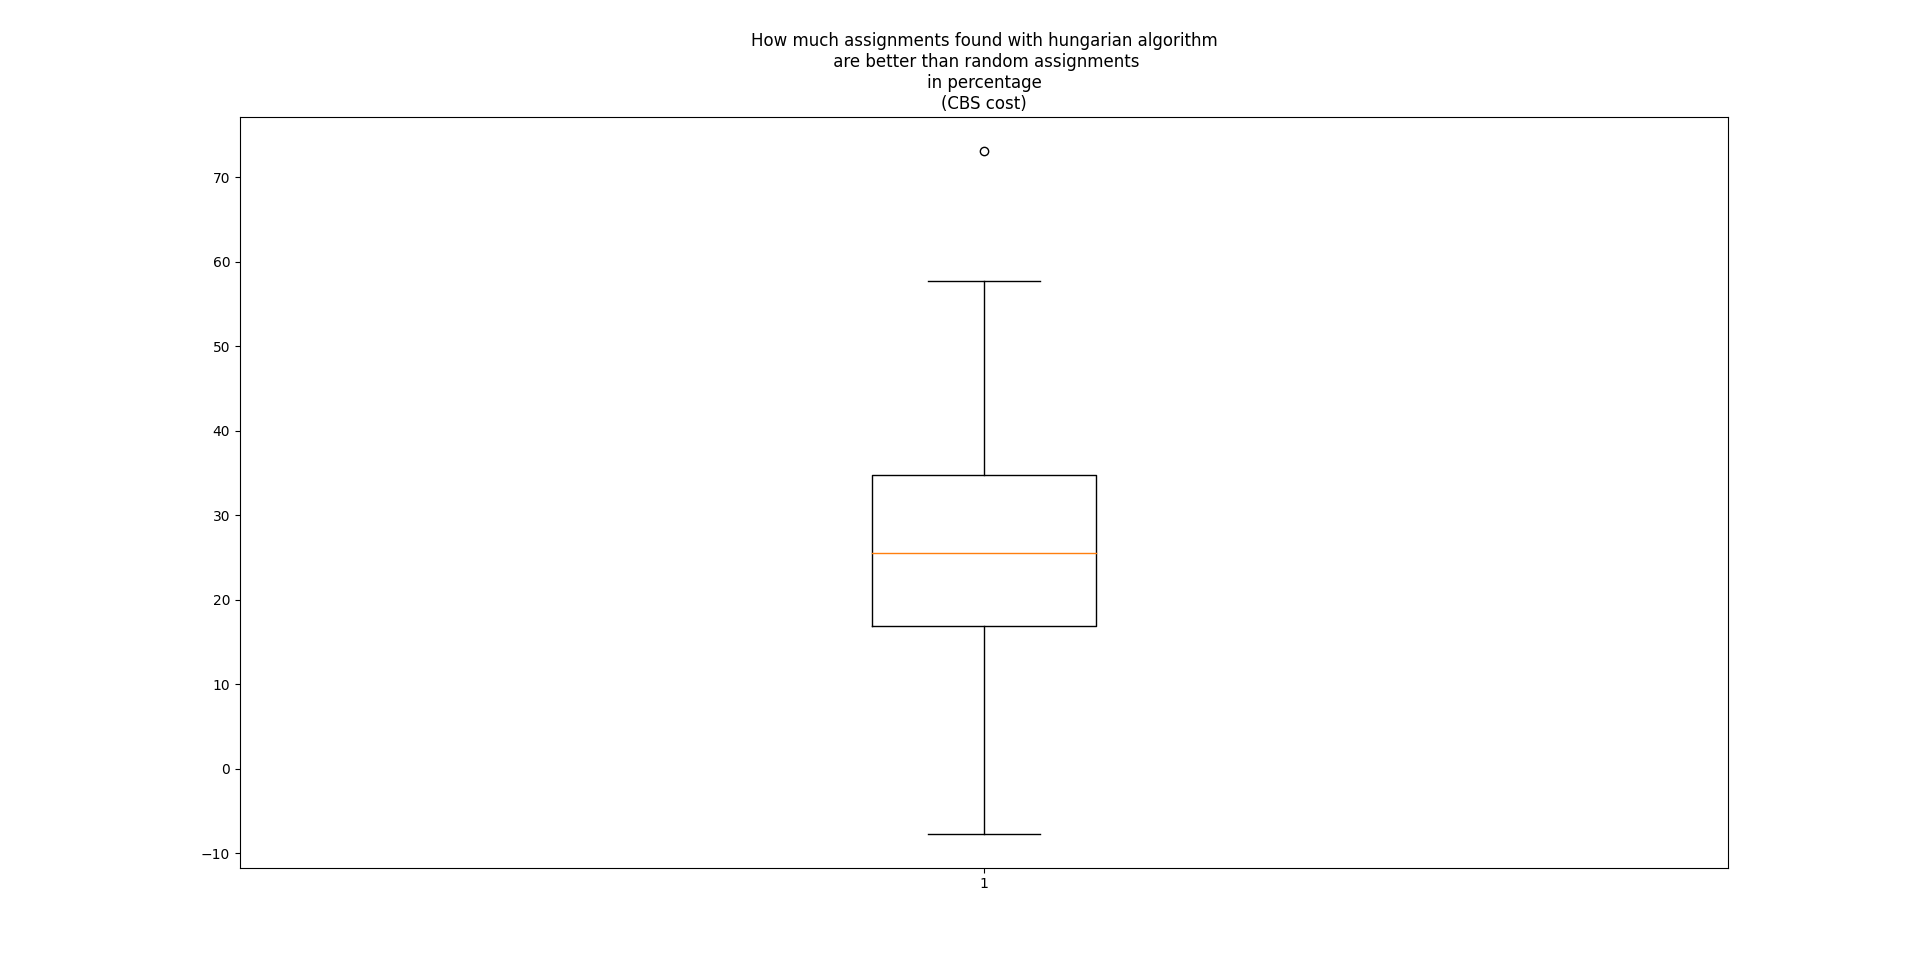 How much assignments found with hungarian algorithm
are better than random assignments
in percentage
(CBS cost)
70
60
50
40
30
20
10
0
−10
1